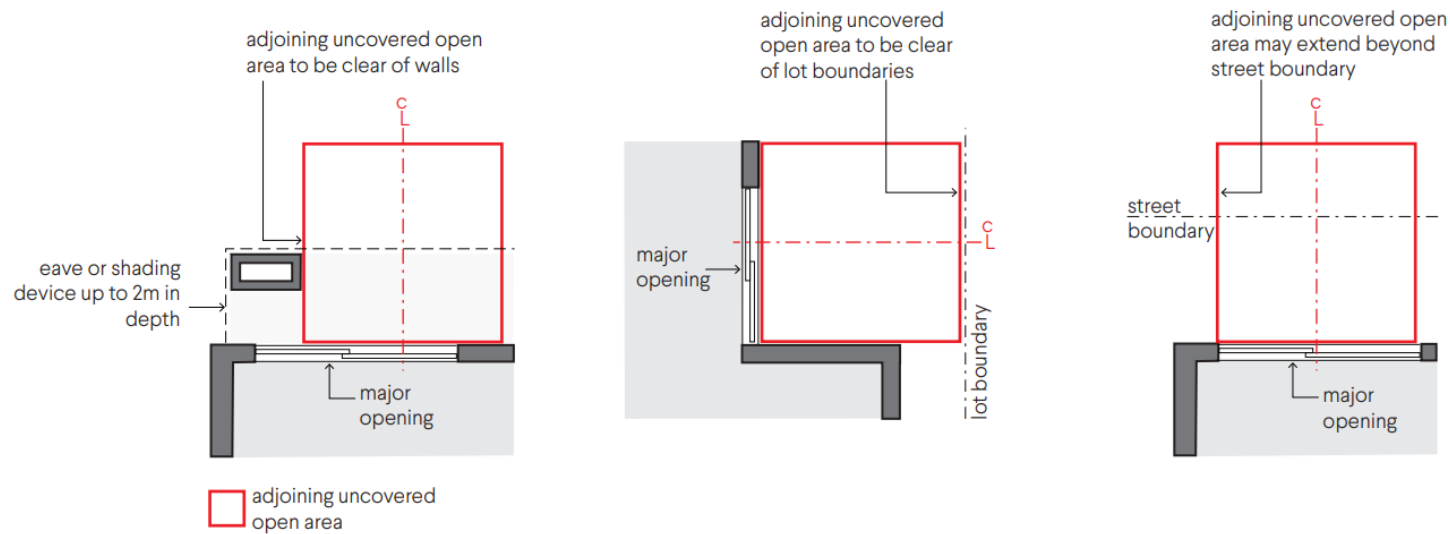 adjoining uncovered open
area to be clear of walls
C
L
eave or shading
device up to 2m in
depth
major
opening
adjoining uncovered
open area
adjoining uncovered
open area to be clear
of lot boundaries
major
opening
C
L
lot boundary
adjoining uncovered open
area may extend beyond
street boundary
C
L
street
boundary
major
opening